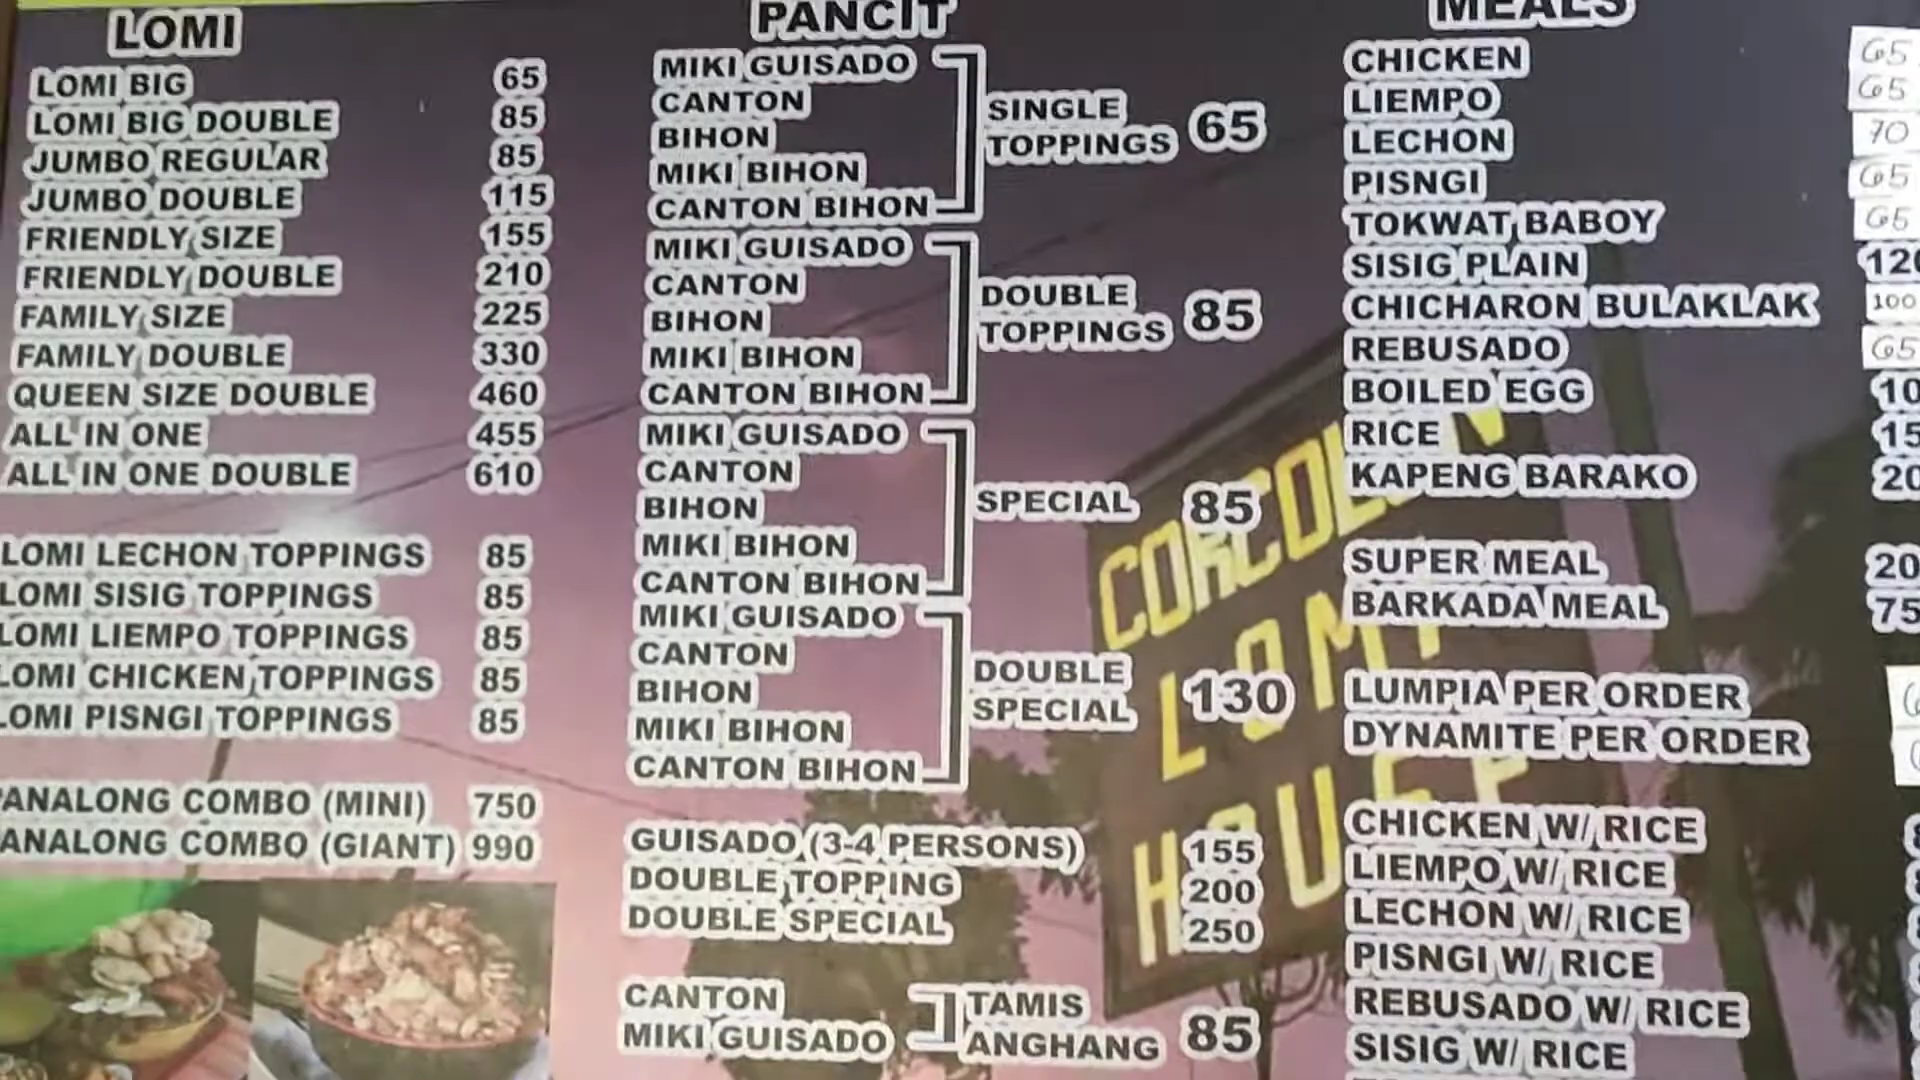 LOMI
LOMI BIG 65
LOMI BIG DOUBLE 85
JUMBO REGULAR 85
JUMBO DOUBLE 115
FRIENDLY SIZE 155
FRIENDLY DOUBLE 210
FAMILY SIZE 225
FAMILY DOUBLE 330
QUEEN SIZE DOUBLE 460
ALL IN ONE 455
ALL IN ONE DOUBLE 610
LOMI LECHON TOPPINGS 85
LOMI SISIG TOPPINGS 85
LOMI LIEMPO TOPPINGS 85
LOMI CHICKEN TOPPINGS 85
LOMI PISNGI TOPPINGS 85
ANALONG COMBO (MINI) 750
ANALONG COMBO (GIANT) 990
PANCIT
MIKI GUISADO
CANTON
BIHON
MIKI BIHON
CANTON BIHON
SINGLE
TOPPINGS 65
MIKI GUISADO
CANTON
BIHON
MIKI BIHON
CANTON BIHON
DOUBLE
TOPPINGS 85
MIKI GUISADO
CANTON
BIHON
MIKI BIHON
CANTON BIHON
SPECIAL 85
MIKI GUISADO
CANTON
BIHON
MIKI BIHON
CANTON BIHON
DOUBLE
SPECIAL 130
GUISADO (3-4 PERSONS) 155
DOUBLE TOPPING 200
DOUBLE SPECIAL 250
CANTON
MIKI GUISADO
TAMIS
ANGHANG 85
MEALS
CHICKEN 65
LIEMPO 65
LECHON 70
PISNGI 65
TOKWAT BABOY 65
SISIG PLAIN 120
CHICHARON BULAKLAK 100
REBUSADO 65
BOILED EGG 10
RICE 15
KAPENG BARAKO 20
SUPER MEAL 20
BARKADA MEAL 75
LUMPIA PER ORDER
DYNAMITE PER ORDER
CHICKEN W/ RICE
LIEMPO W/ RICE
LECHON W/ RICE
PISNGI W/ RICE
REBUSADO W/ RICE
SISIG W/ RICE
LOMI
HOUSE